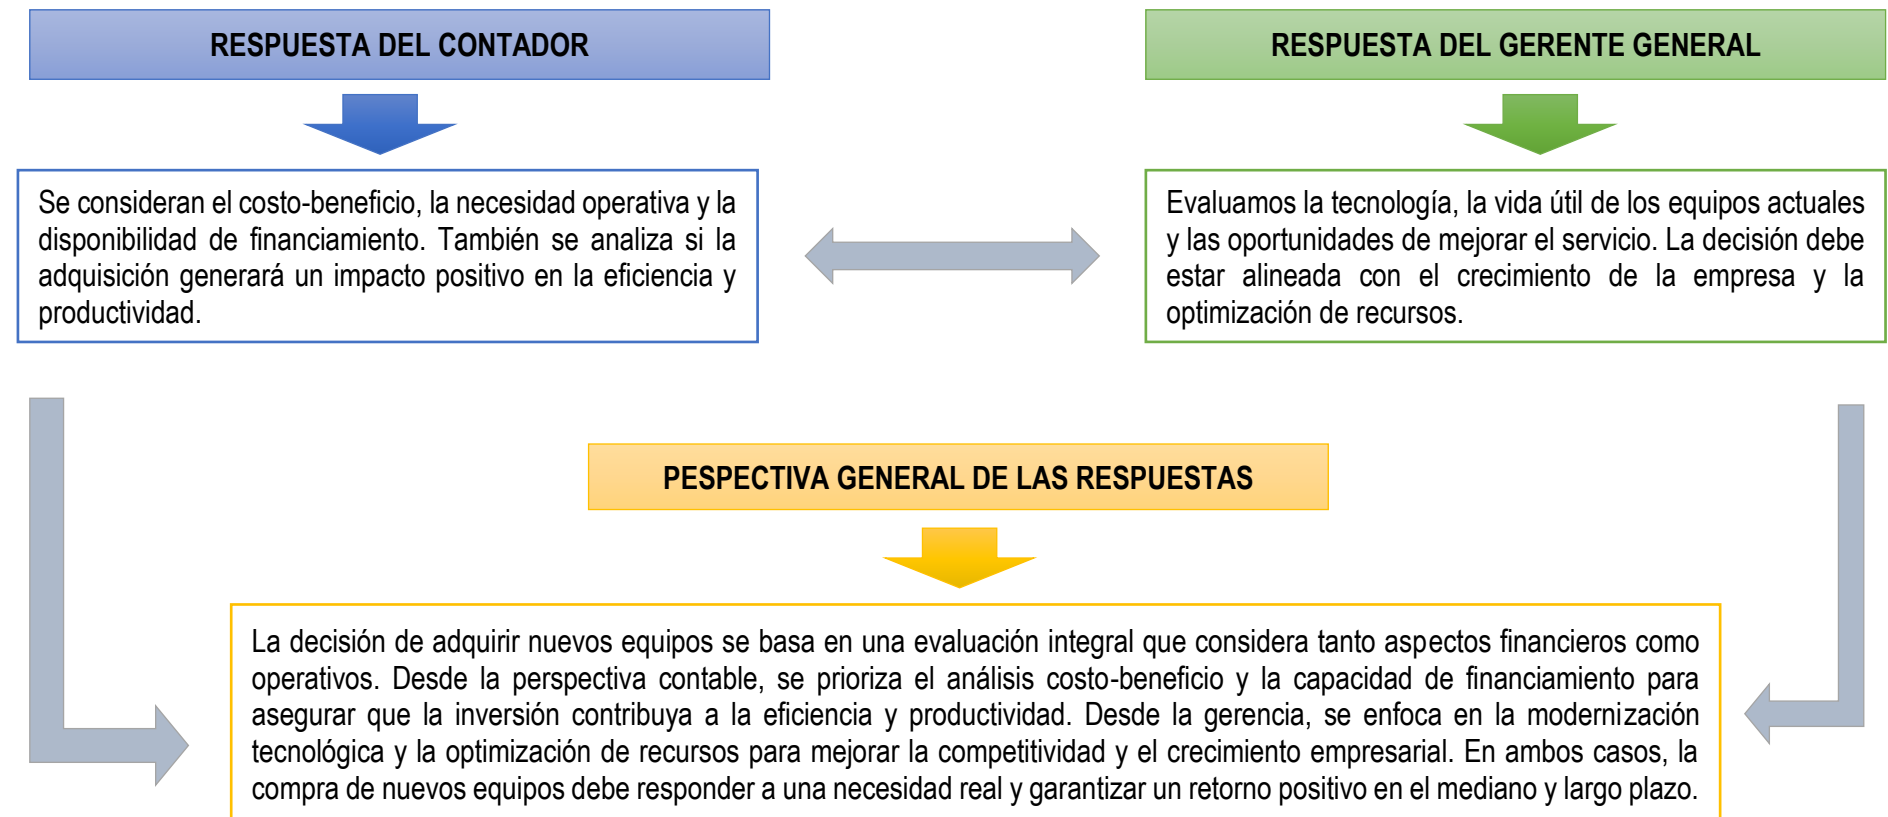 RESPUESTA DEL CONTADOR
Se consideran el costo-beneficio, la necesidad operativa y la
disponibilidad de financiamiento. También se analiza si la
adquisición generará un impacto positivo en la eficiencia y
productividad.
RESPUESTA DEL GERENTE GENERAL
Evaluamos la tecnología, la vida útil de los equipos actuales
y las oportunidades de mejorar el servicio. La decisión debe
estar alineada con el crecimiento de la empresa y la
optimización de recursos.
PESPECTIVA GENERAL DE LAS RESPUESTAS
La decisión de adquirir nuevos equipos se basa en una evaluación integral que considera tanto aspectos financieros como
operativos. Desde la perspectiva contable, se prioriza el análisis costo-beneficio y la capacidad de financiamiento para
asegurar que la inversión contribuya a la eficiencia y productividad. Desde la gerencia, se enfoca en la modernización
tecnológica y la optimización de recursos para mejorar la competitividad y el crecimiento empresarial. En ambos casos, la
compra de nuevos equipos debe responder a una necesidad real y garantizar un retorno positivo en el mediano y largo plazo.